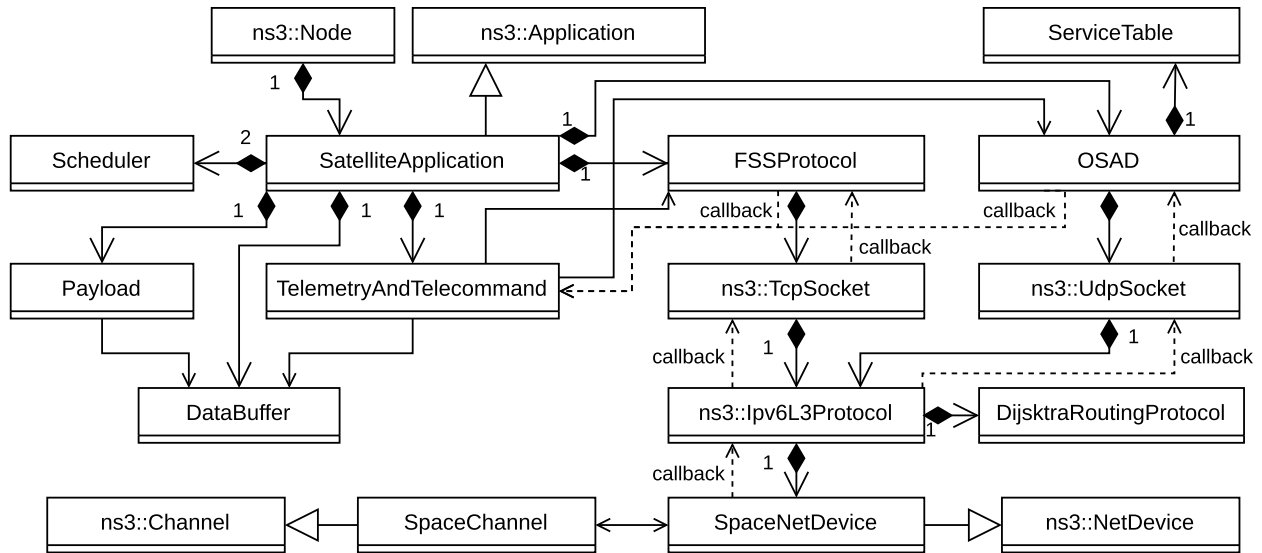 ns3::Node
ns3::Application
ServiceTable
1
1
1
2
Scheduler
SatelliteApplication
FSSProtocol
OSAD
1
1
1
1
callback
callback
callback
callback
Payload
TelemetryAndTelecommand
ns3::TcpSocket
ns3::UdpSocket
1
1
callback
callback
DataBuffer
ns3::Ipv6L3Protocol
DijsktraRoutingProtocol
1
1
callback
ns3::Channel
SpaceChannel
SpaceNetDevice
ns3::NetDevice